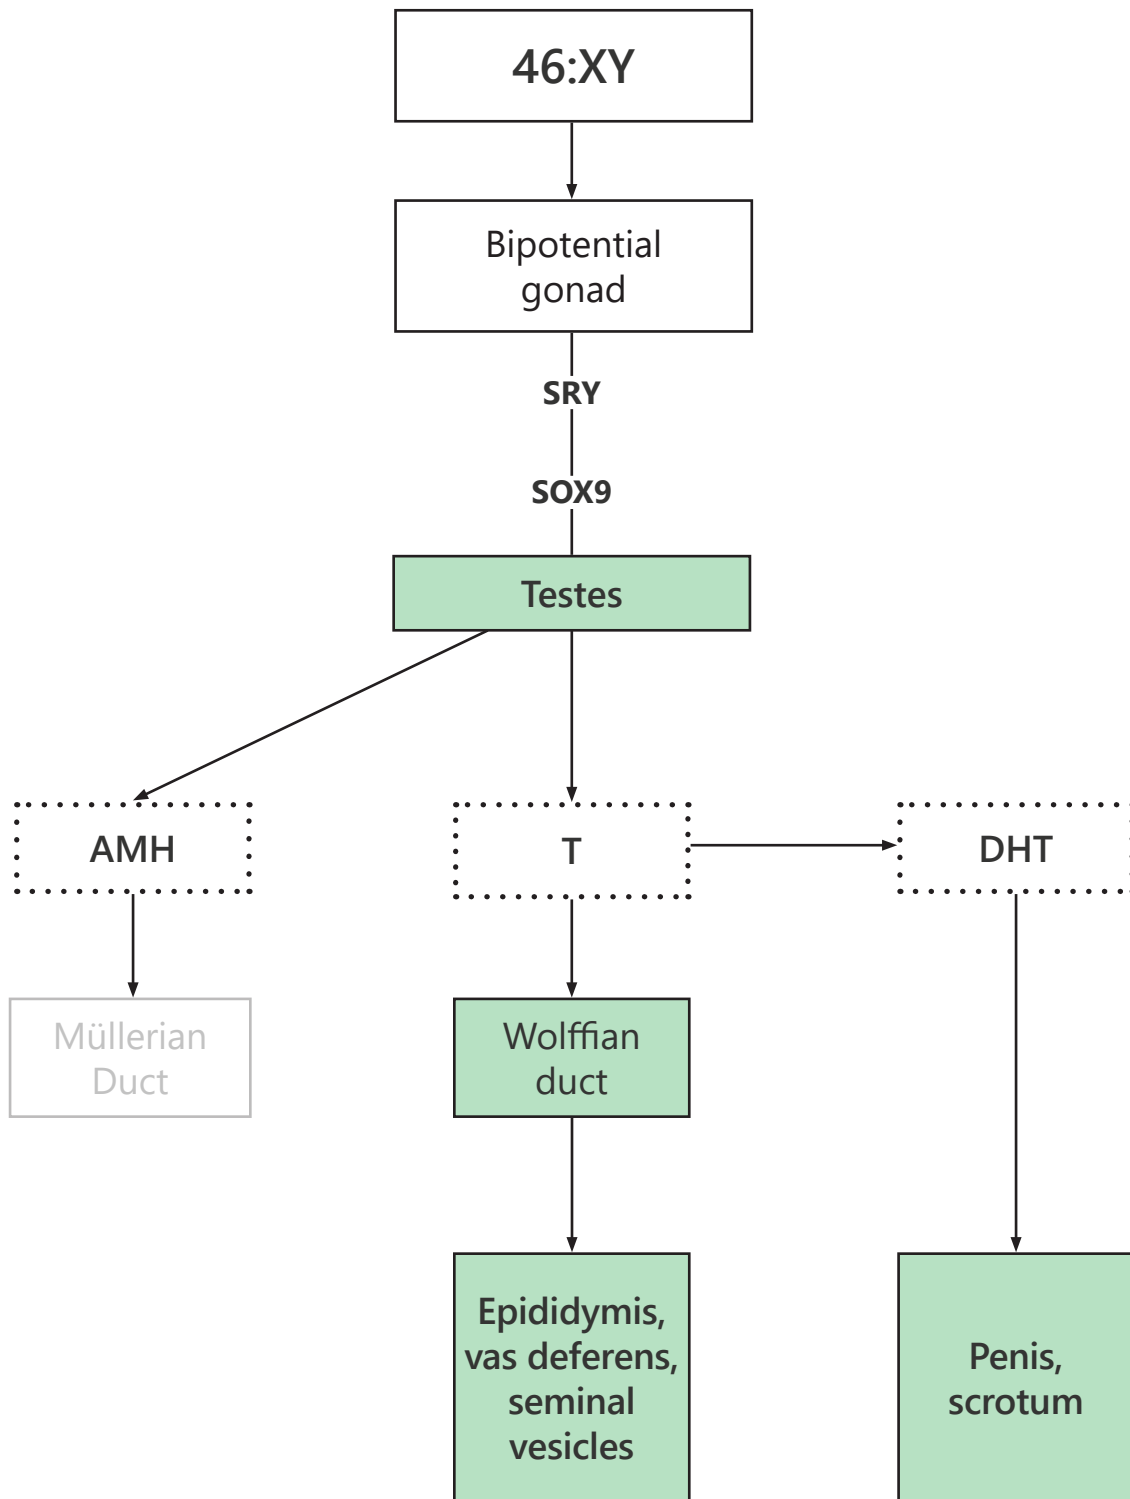 46:XY
Bipotential
gonad
SRY
SOX9
Testes
AMH
T
DHT
Müllerian
Duct
Wolffian
duct
Epididymis,
vas deferens,
seminal
vesicles
Penis,
scrotum